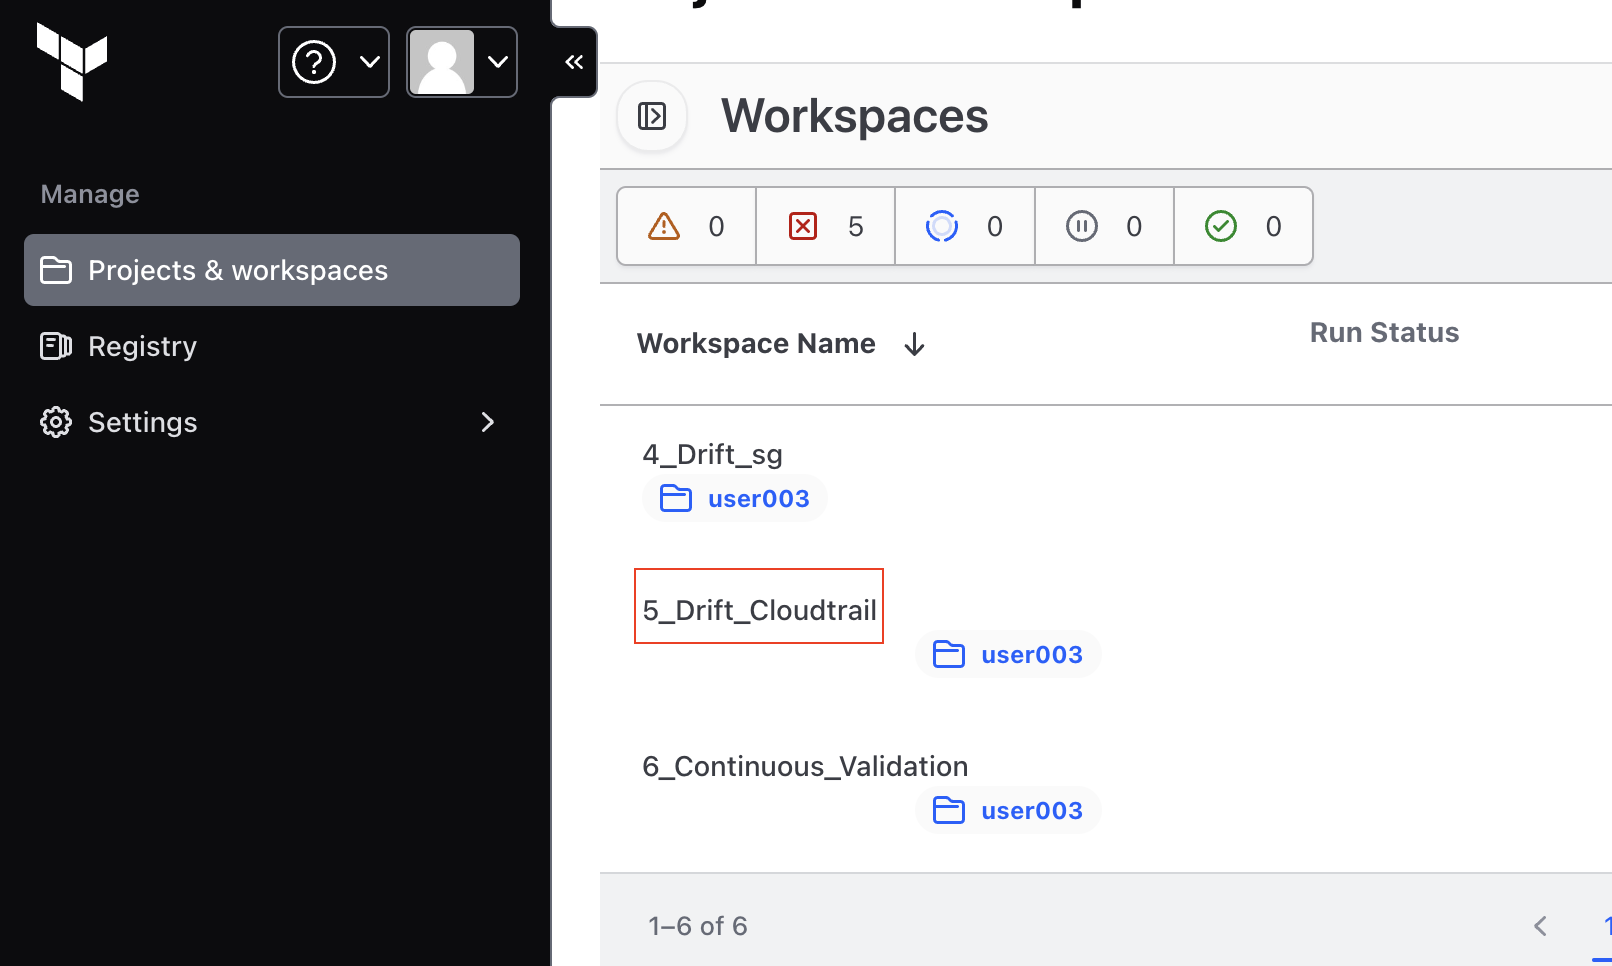 Manage
Projects & workspaces
Registry
Settings
Workspaces
0 5 0 0 0
Workspace Name
Run Status
4_Drift_sg
user003
5_Drift_Cloudtrail
user003
6_Continuous_Validation
user003
1–6 of 6
1